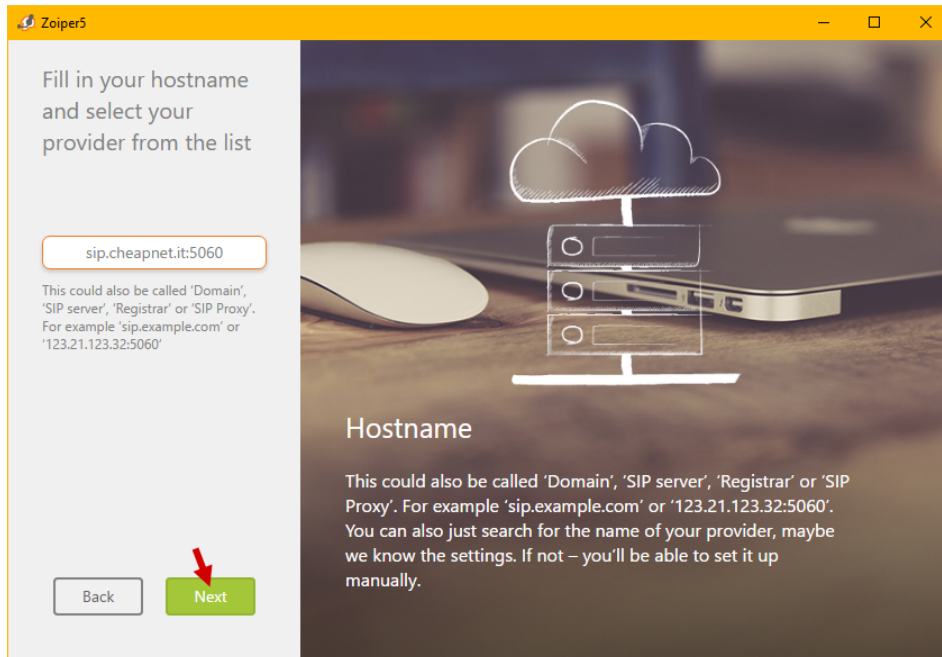 Zoiper5
Fill in your hostname
and select your
provider from the list
sip.cheapnet.it:5060
This could also be called ‘Domain’,
‘SIP server’, ‘Registrar’ or ‘SIP Proxy’.
For example ‘sip.example.com’ or
‘123.21.123.32:5060’
Back
Next
Hostname
This could also be called ‘Domain’, ‘SIP server’, ‘Registrar’ or ‘SIP
Proxy’. For example ‘sip.example.com’ or ‘123.21.123.32:5060’.
You can also just search for the name of your provider, maybe
we know the settings. If not – you’ll be able to set it up
manually.